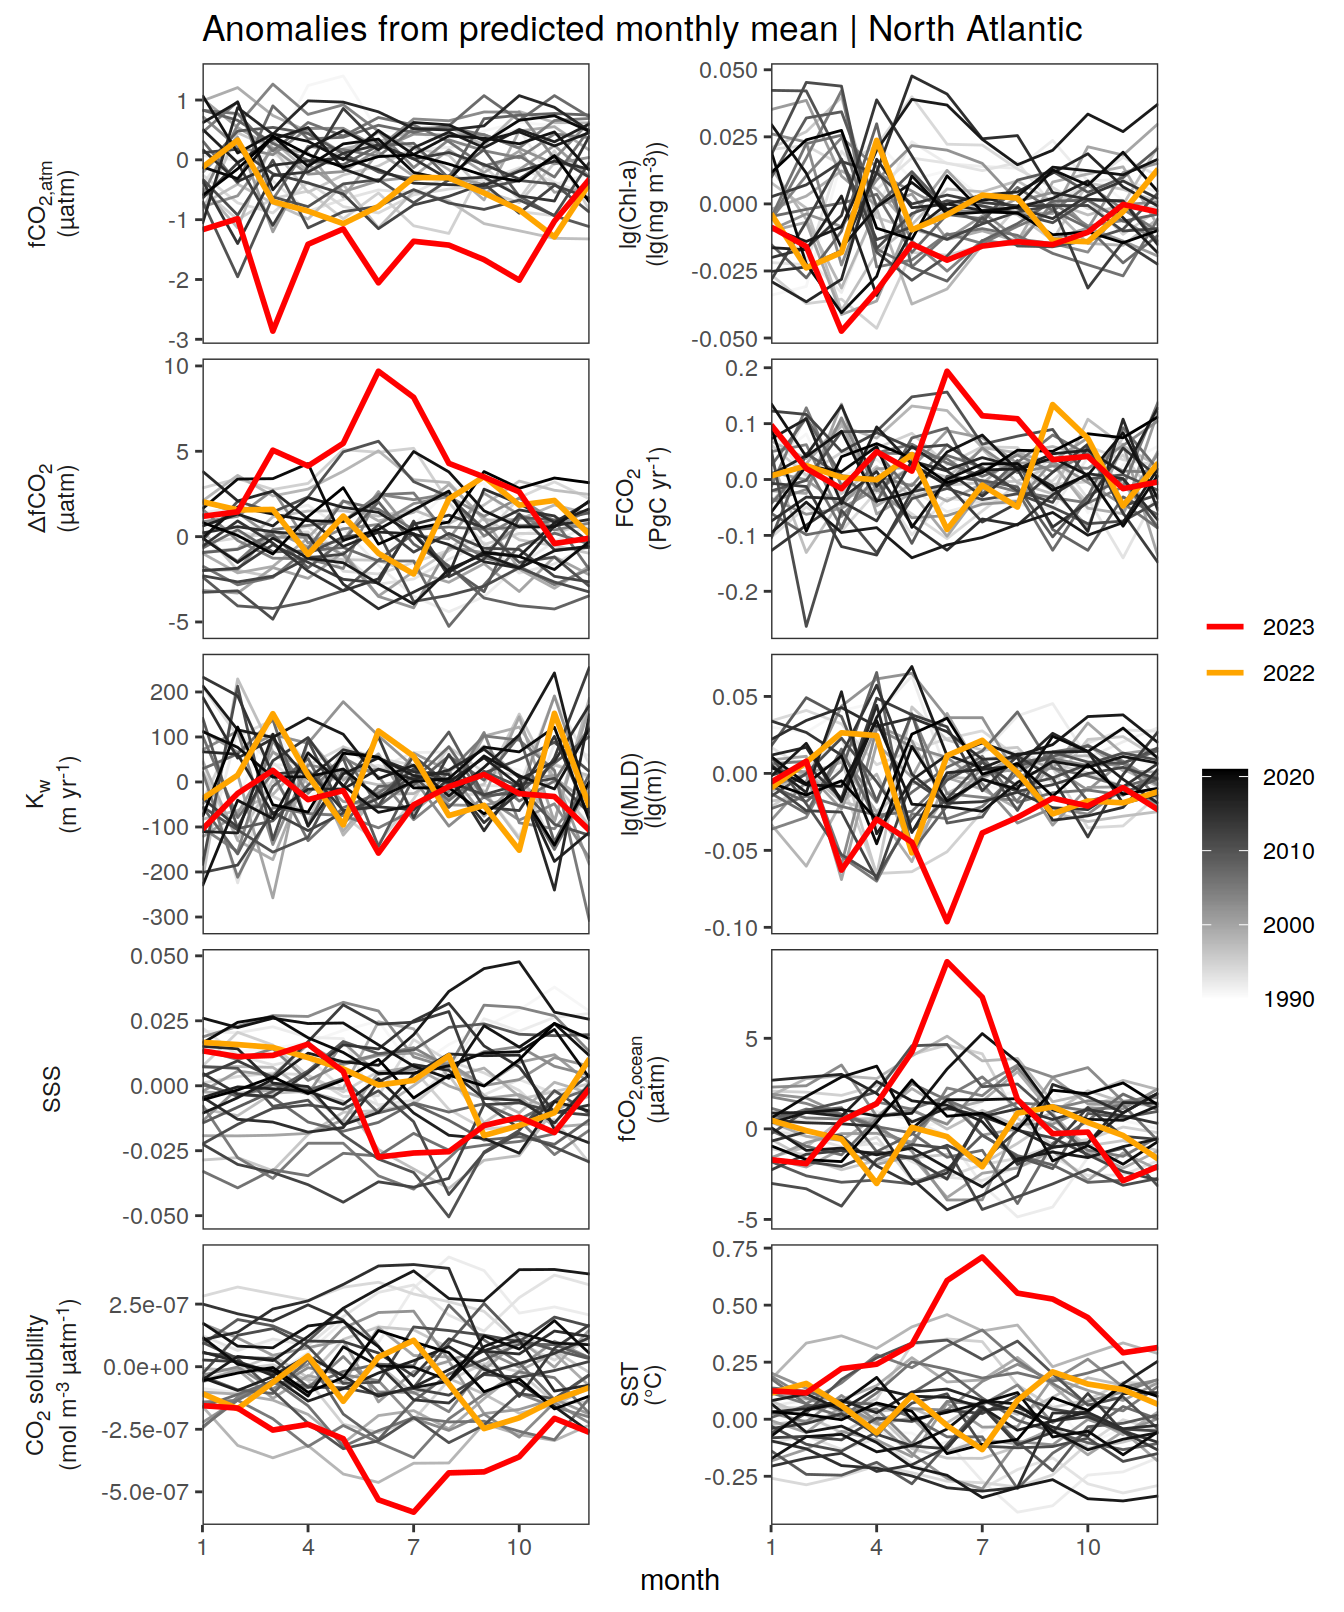 Anomalies from predicted monthly mean | North Atlantic
fCO2,atm
(µatm)
1
0
-1
-2
-3
lg(Chl-a)
(lg(mg m-3))
0.050
0.025
0.000
-0.025
-0.050
ΔfCO2
(µatm)
10
5
0
-5
FCO2
(PgC yr-1)
0.2
0.1
0.0
-0.1
-0.2
Kw
(m yr-1)
200
100
0
-100
-200
-300
lg(MLD)
(lg(m))
0.05
0.00
-0.05
-0.10
SSS
0.050
0.025
0.000
-0.025
-0.050
fCO2,ocean
(µatm)
5
0
-5
CO2 solubility
(mol m-3 µatm-1)
2.5e-07
0.0e+00
-2.5e-07
-5.0e-07
SST
(°C)
0.75
0.50
0.25
0.00
-0.25
1 4 7 10
1 4 7 10
month
2023
2022
2020
2010
2000
1990